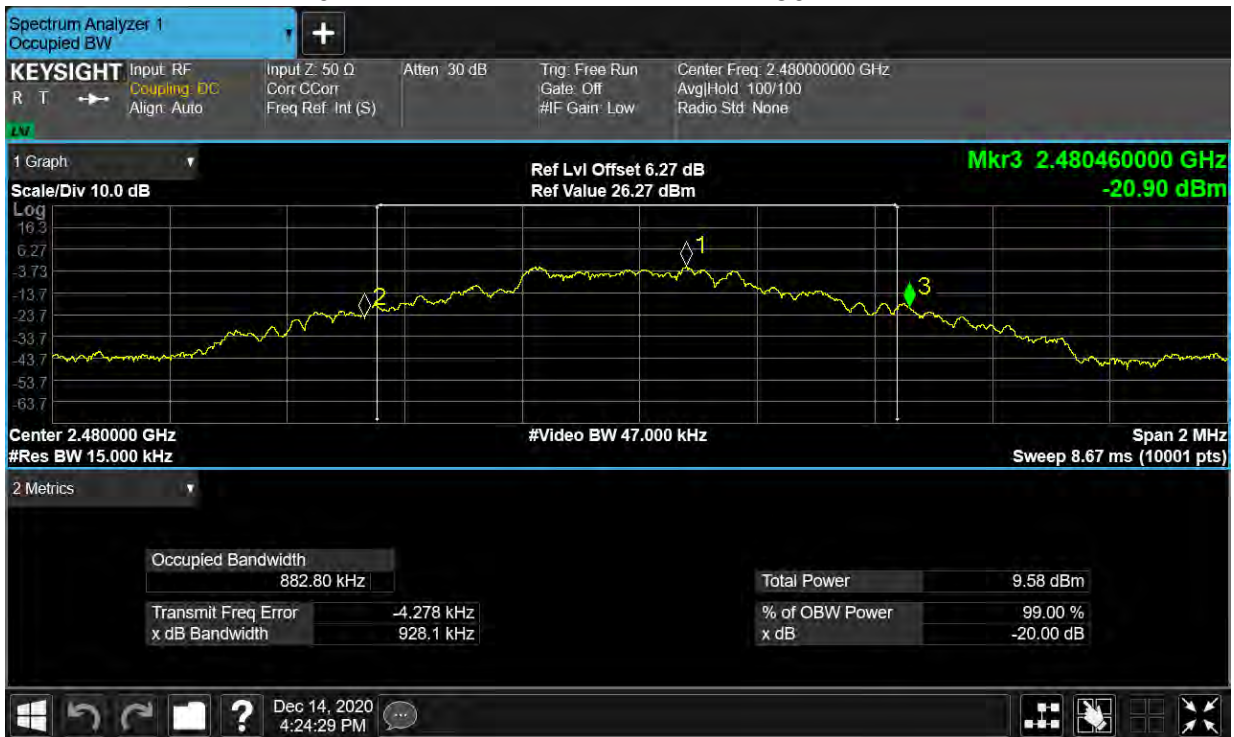 Spectrum Analyzer 1
Occupied BW
+
KEYSIGHT Input: RF Input Z: 50 Ω Atten: 30 dB Trig: Free Run Center Freq: 2.480000000 GHz
R T Coupling: DC Corr CCorr Gate: Off Avg|Hold: 100/100
Align: Auto Freq Ref: Int (S) #IF Gain: Low Radio Std: None
LXI
1 Graph Ref Lvl Offset 6.27 dB Mkr3 2.480460000 GHz
Scale/Div 10.0 dB Ref Value 26.27 dBm -20.90 dBm
Log
16.3
6.27
-3.73
-13.7
-23.7
-33.7
-43.7
-53.7
-63.7
1
2
3
Center 2.480000 GHz #Video BW 47.000 kHz Span 2 MHz
#Res BW 15.000 kHz Sweep 8.67 ms (10001 pts)
2 Metrics
Occupied Bandwidth
882.80 kHz Total Power 9.58 dBm
Transmit Freq Error -4.278 kHz % of OBW Power 99.00 %
x dB Bandwidth 928.1 kHz x dB -20.00 dB
? Dec 14, 2020
4:24:29 PM